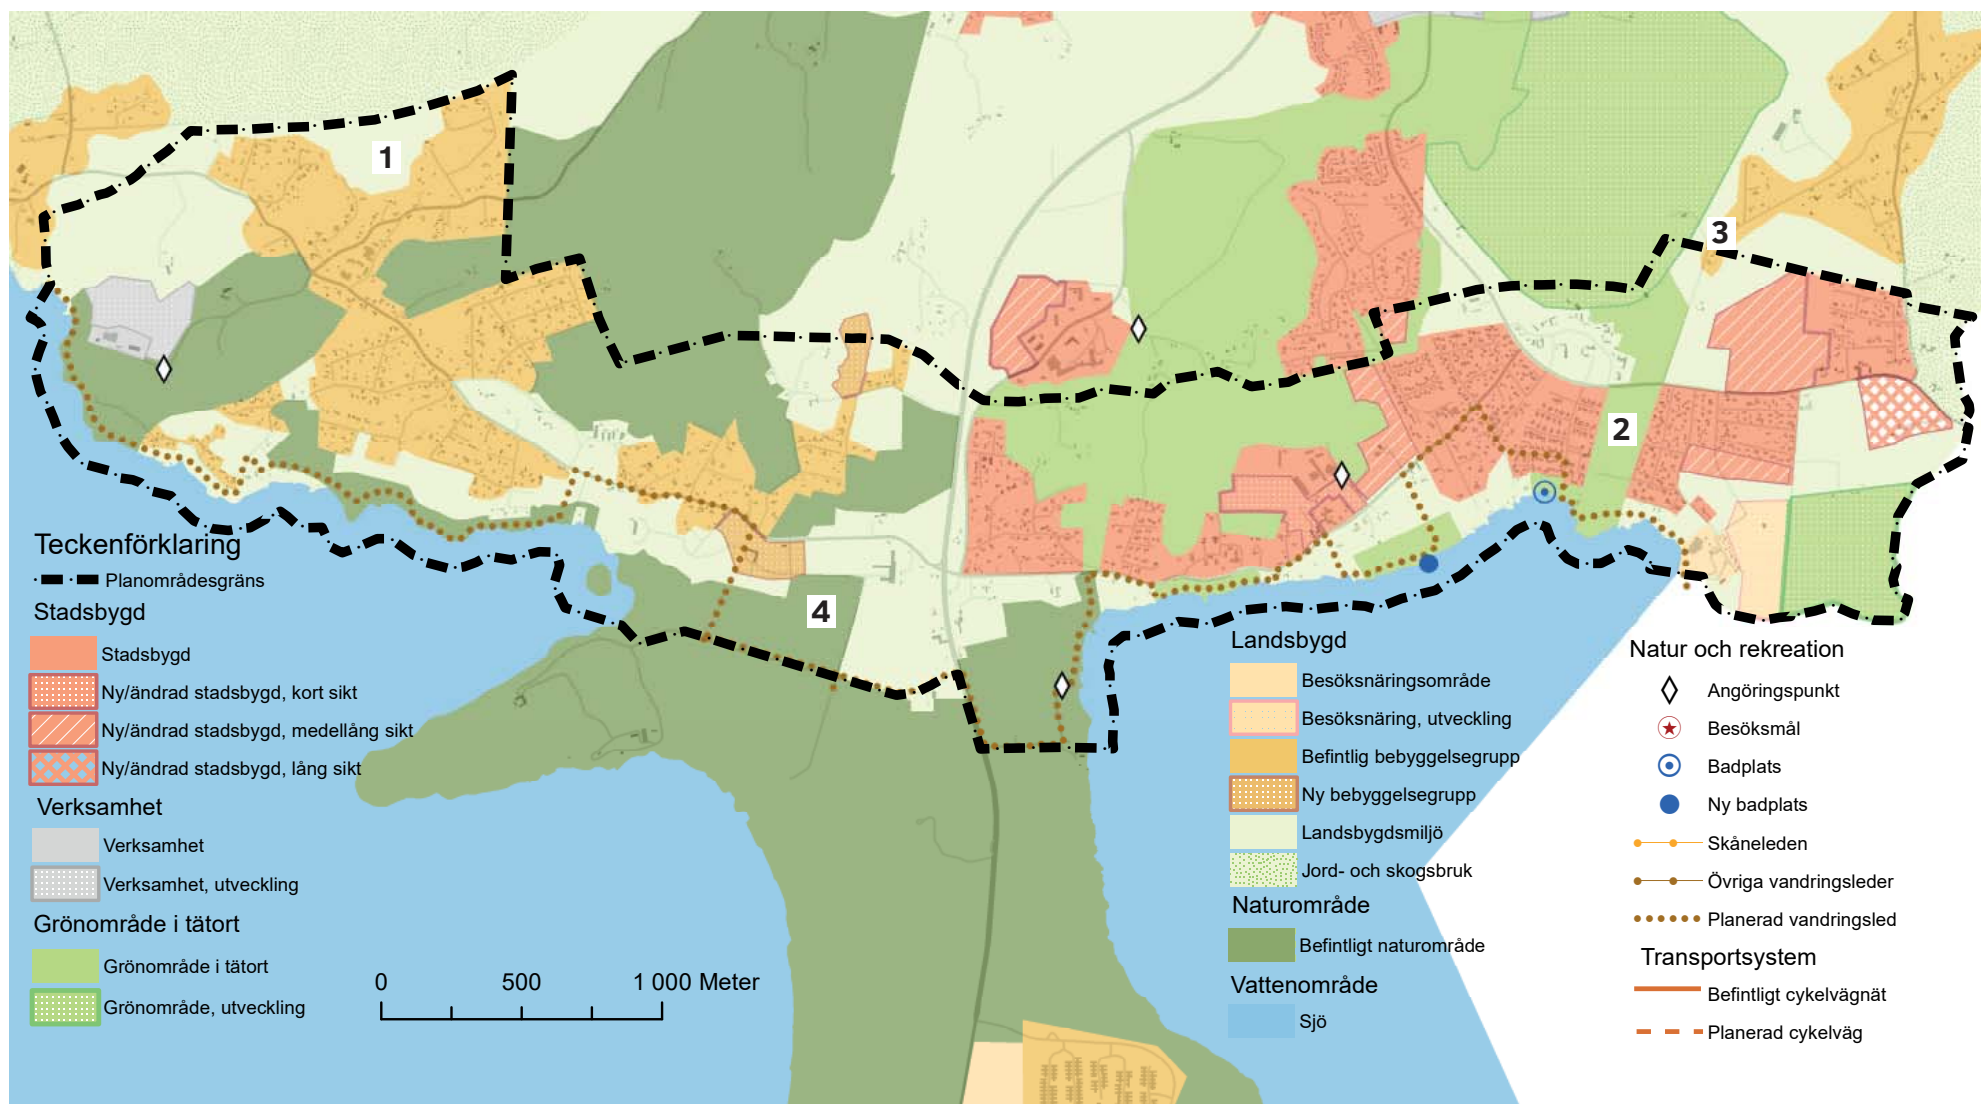 1
3
2
4
Teckenförklaring
Planområdesgräns
Stadsbygd
Stadsbygd
Ny/ändrad stadsbygd, kort sikt
Ny/ändrad stadsbygd, medellång sikt
Ny/ändrad stadsbygd, lång sikt
Verksamhet
Verksamhet
Verksamhet, utveckling
Grönområde i tätort
Grönområde i tätort
Grönområde, utveckling
0 500 1 000 Meter
Landsbygd
Besöksnäringsområde
Besöksnäring, utveckling
Befintlig bebyggelsegrupp
Ny bebyggelsegrupp
Landsbygdsmiljö
Jord- och skogsbruk
Naturområde
Befintligt naturområde
Vattenområde
Sjö
Natur och rekreation
Angöringspunkt
Besöksmål
Badplats
Ny badplats
Skåneleden
Övriga vandringsleder
Planerad vandringsled
Transportsystem
Befintligt cykelvägnät
Planerad cykelväg